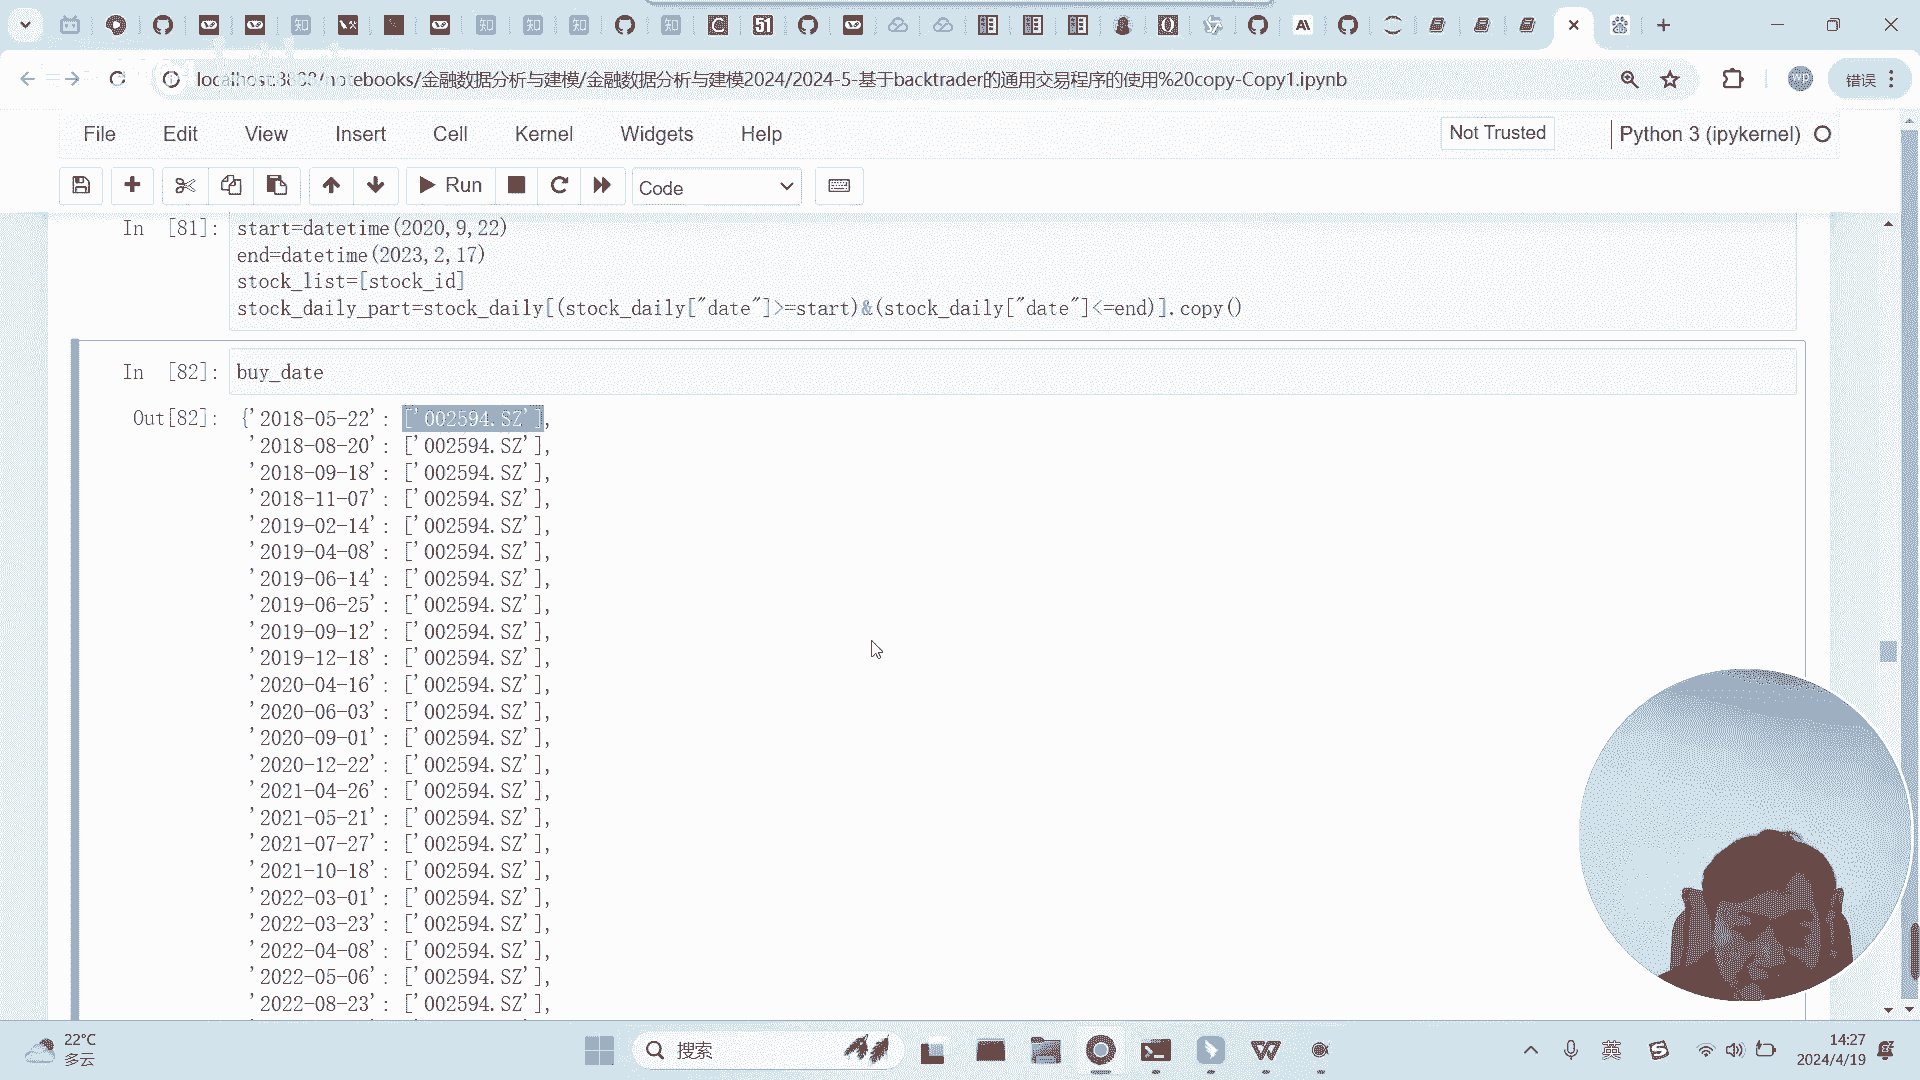 localhost:8888/notebooks/金融数据分析与建模/金融数据分析与建模2024/2024-5-基于backtrader的通用交易程序的使用%20copy-Copy1.ipynb
错误
File Edit View Insert Cell Kernel Widgets Help
Not Trusted
Python 3 (ipykernel)
Run
Code
In [81]:
start=datetime(2020,9,22)
end=datetime(2023,2,17)
stock_list=[stock_id]
stock_daily_part=stock_daily[(stock_daily["date"]>=start)&(stock_daily["date"]<=end)].copy()
In [82]: buy_date
Out[82]: {'2018-05-22': ['002594.SZ'],
'2018-08-20': ['002594.SZ'],
'2018-09-18': ['002594.SZ'],
'2018-11-07': ['002594.SZ'],
'2019-02-14': ['002594.SZ'],
'2019-04-08': ['002594.SZ'],
'2019-06-14': ['002594.SZ'],
'2019-06-25': ['002594.SZ'],
'2019-09-12': ['002594.SZ'],
'2019-12-18': ['002594.SZ'],
'2020-04-16': ['002594.SZ'],
'2020-06-03': ['002594.SZ'],
'2020-09-01': ['002594.SZ'],
'2020-12-22': ['002594.SZ'],
'2021-04-26': ['002594.SZ'],
'2021-05-21': ['002594.SZ'],
'2021-07-27': ['002594.SZ'],
'2021-10-18': ['002594.SZ'],
'2022-03-01': ['002594.SZ'],
'2022-03-23': ['002594.SZ'],
'2022-04-08': ['002594.SZ'],
'2022-05-06': ['002594.SZ'],
'2022-08-23': ['002594.SZ'],
22°C
多云
搜索
英
14:27
2024/4/19